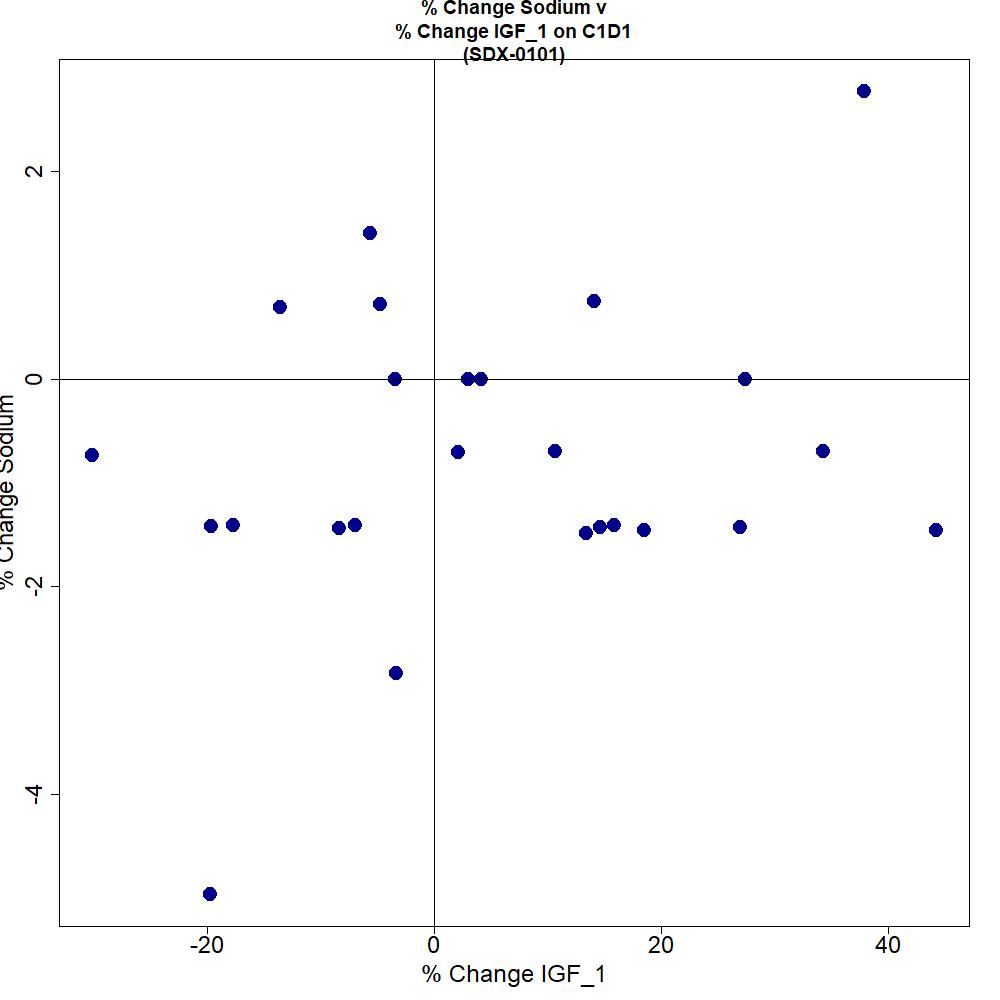 % Change Sodium v
% Change IGF_1 on C1D1
(SDX-0101)
2
0
-2
-4
% Change Sodium
-20
0
20
40
% Change IGF_1